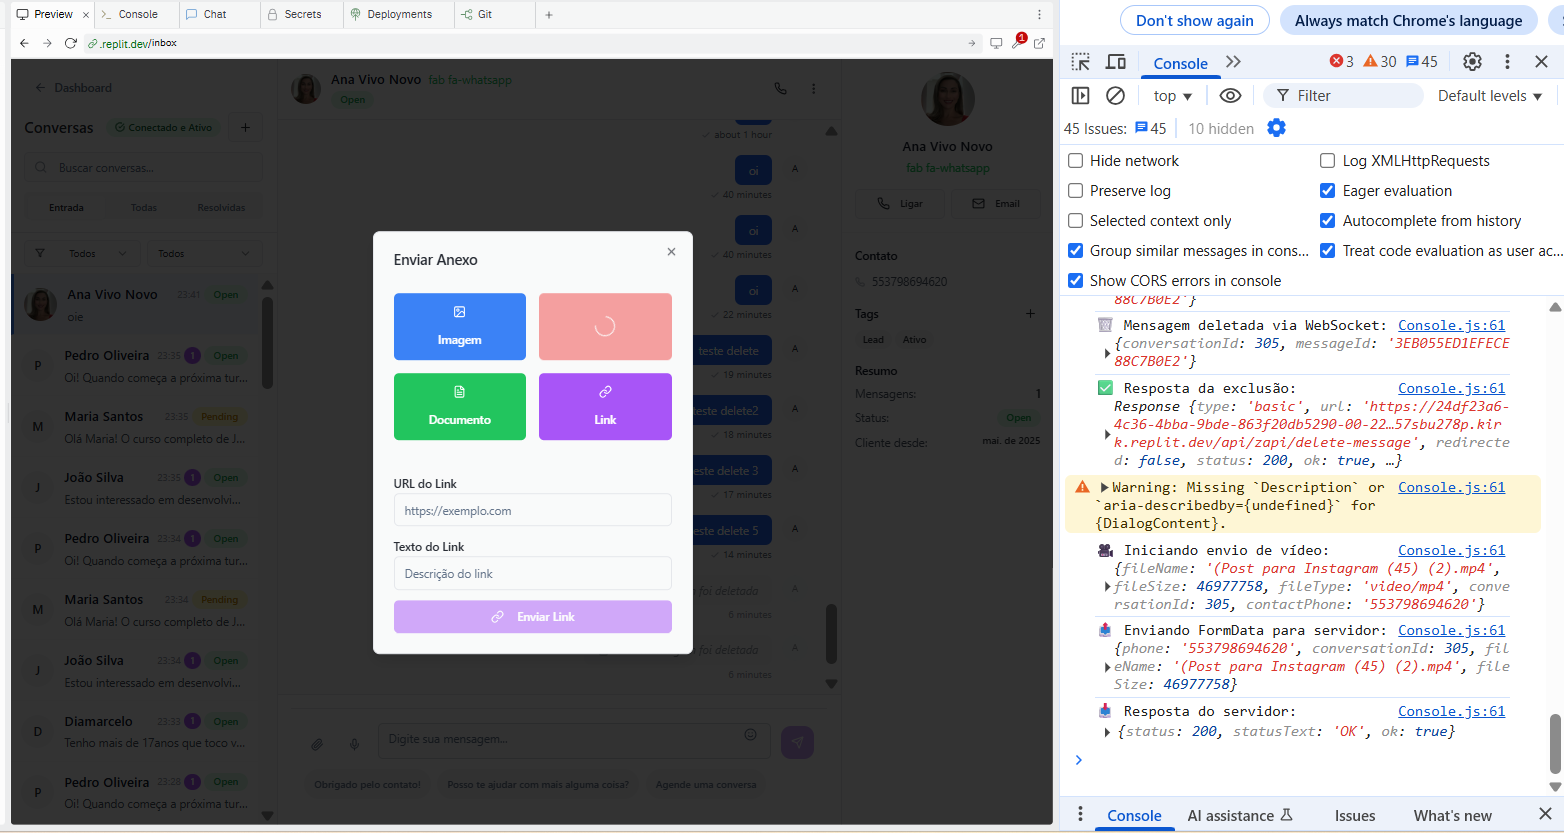 Preview
Console
Chat
Secrets
Deployments
Git
.replit.dev/inbox
1
Dashboard
Conversas
Conectado e Ativo
Buscar conversas...
Entrada
Todas
Resolvidas
Todos
Todos
Ana Vivo Novo
23:41
Open
oie
P
Pedro Oliveira
23:35
1
Open
Oi! Quando começa a próxima tur...
M
Maria Santos
23:35
Pending
Olá Maria! O curso completo de J...
J
João Silva
23:35
1
Open
Estou interessado em desenvolvi...
P
Pedro Oliveira
23:34
1
Open
Oi! Quando começa a próxima tur...
M
Maria Santos
23:34
Pending
Olá Maria! O curso completo de J...
J
João Silva
23:34
1
Open
Estou interessado em desenvolvi...
D
Diamarcelo
23:33
1
Open
Tenho mais de 17anos que toco v...
P
Pedro Oliveira
23:26
1
Open
Oi! Quando começa a próxima tur...
Ana Vivo Novo fab fa-whatsapp
Open
about 1 hour
oi
A
40 minutes
oi
A
40 minutes
oi
A
22 minutes
teste delete
A
19 minutes
teste delete2
A
18 minutes
teste delete 3
A
17 minutes
teste delete 5
A
14 minutes
foi deletada
A
6 minutes
foi deletada
A
6 minutes
Digite sua mensagem...
Obrigado pelo contato!
Posso te ajudar com mais alguma coisa?
Agende uma conversa
Enviar Anexo
Imagem
Documento
Link
URL do Link
https://exemplo.com
Texto do Link
Descrição do link
Enviar Link
Ana Vivo Novo
fab fa-whatsapp
Ligar
Email
Contato
553798694620
Tags
Lead
Ativo
Resumo
Mensagens:
1
Status:
Open
Cliente desde:
mai. de 2025
Don't show again
Always match Chrome's language
Console
3
30
45
top
Filter
Default levels
45 Issues:
45
10 hidden
Hide network
Log XMLHttpRequests
Preserve log
Eager evaluation
Selected context only
Autocomplete from history
Group similar messages in cons...
Treat code evaluation as user ac...
Show CORS errors in console
88C7B0E2'}
Mensagem deletada via WebSocket: Console.js:61
{conversationId: 305, messageId: '3EB055ED1EFECE
88C7B0E2'}
Resposta da exclusão: Console.js:61
Response {type: 'basic', url: 'https://24df23a6-
4c36-4bba-9bde-863f20db5290-00-22…57sbu278p.kir
k.replit.dev/api/zapi/delete-message', redirecte
d: false, status: 200, ok: true, …}
Warning: Missing `Description` or Console.js:61
`aria-describedby={undefined}` for
{DialogContent}.
Iniciando envio de vídeo: Console.js:61
{fileName: '(Post para Instagram (45) (2).mp4',
fileSize: 46977758, fileType: 'video/mp4', conve
rsationId: 305, contactPhone: '553798694620'}
Enviando FormData para servidor: Console.js:61
{phone: '553798694620', conversationId: 305, fil
eName: '(Post para Instagram (45) (2).mp4', file
Size: 46977758}
Resposta do servidor: Console.js:61
{status: 200, statusText: 'OK', ok: true}
Console
AI assistance
Issues
What's new